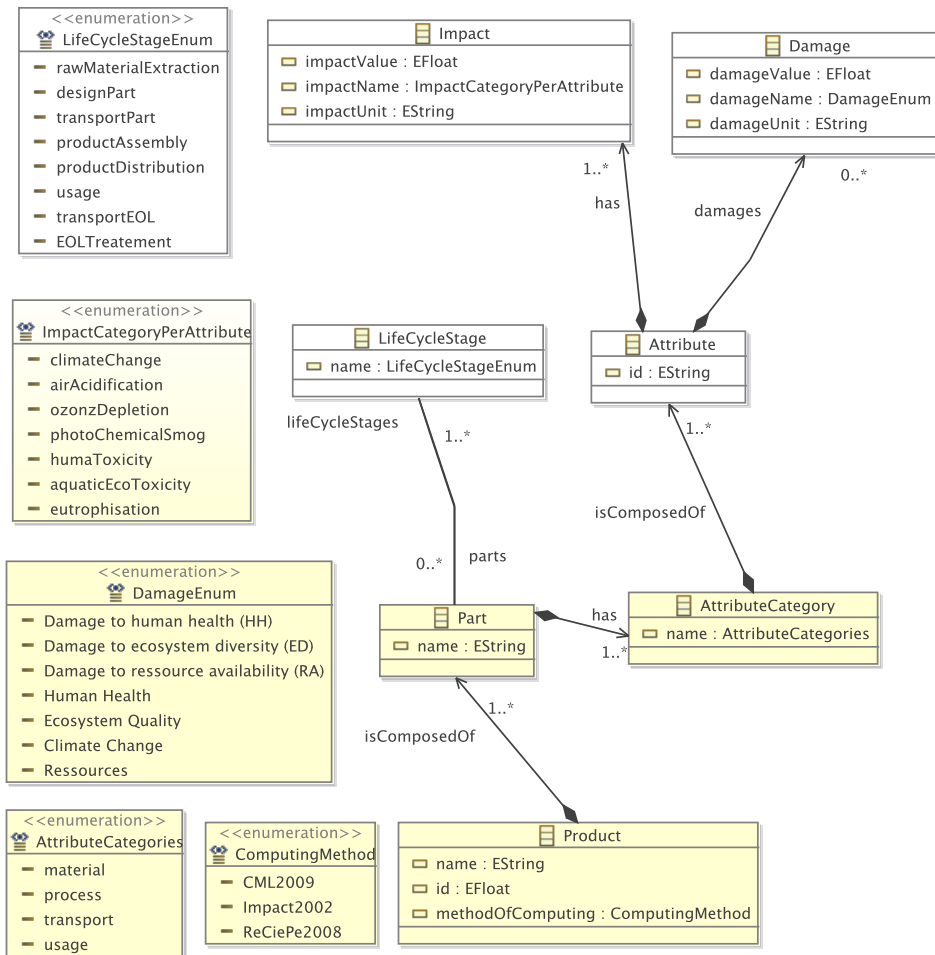 <<enumeration>>
LifeCycleStageEnum
rawMaterialExtraction
designPart
transportPart
productAssembly
productDistribution
usage
transportEOL
EOLTreatement
Impact
impactValue : EFloat
impactName : ImpactCategoryPerAttribute
impactUnit : EString
Damage
damageValue : EFloat
damageName : DamageEnum
damageUnit : EString
1..*
has
0..*
damages
<<enumeration>>
ImpactCategoryPerAttribute
climateChange
airAcidification
ozonzDepletion
photoChemicalSmog
humaToxicity
aquaticEcoToxicity
eutrophisation
LifeCycleStage
name : LifeCycleStageEnum
Attribute
id : EString
lifeCycleStages
1..*
1..*
isComposedOf
0..*
parts
<<enumeration>>
DamageEnum
Damage to human health (HH)
Damage to ecosystem diversity (ED)
Damage to ressource availability (RA)
Human Health
Ecosystem Quality
Climate Change
Ressources
Part
name : EString
has
1..*
AttributeCategory
name : AttributeCategories
1..*
isComposedOf
<<enumeration>>
AttributeCategories
material
process
transport
usage
<<enumeration>>
ComputingMethod
CML2009
Impact2002
ReCiePe2008
Product
name : EString
id : EFloat
methodOfComputing : ComputingMethod